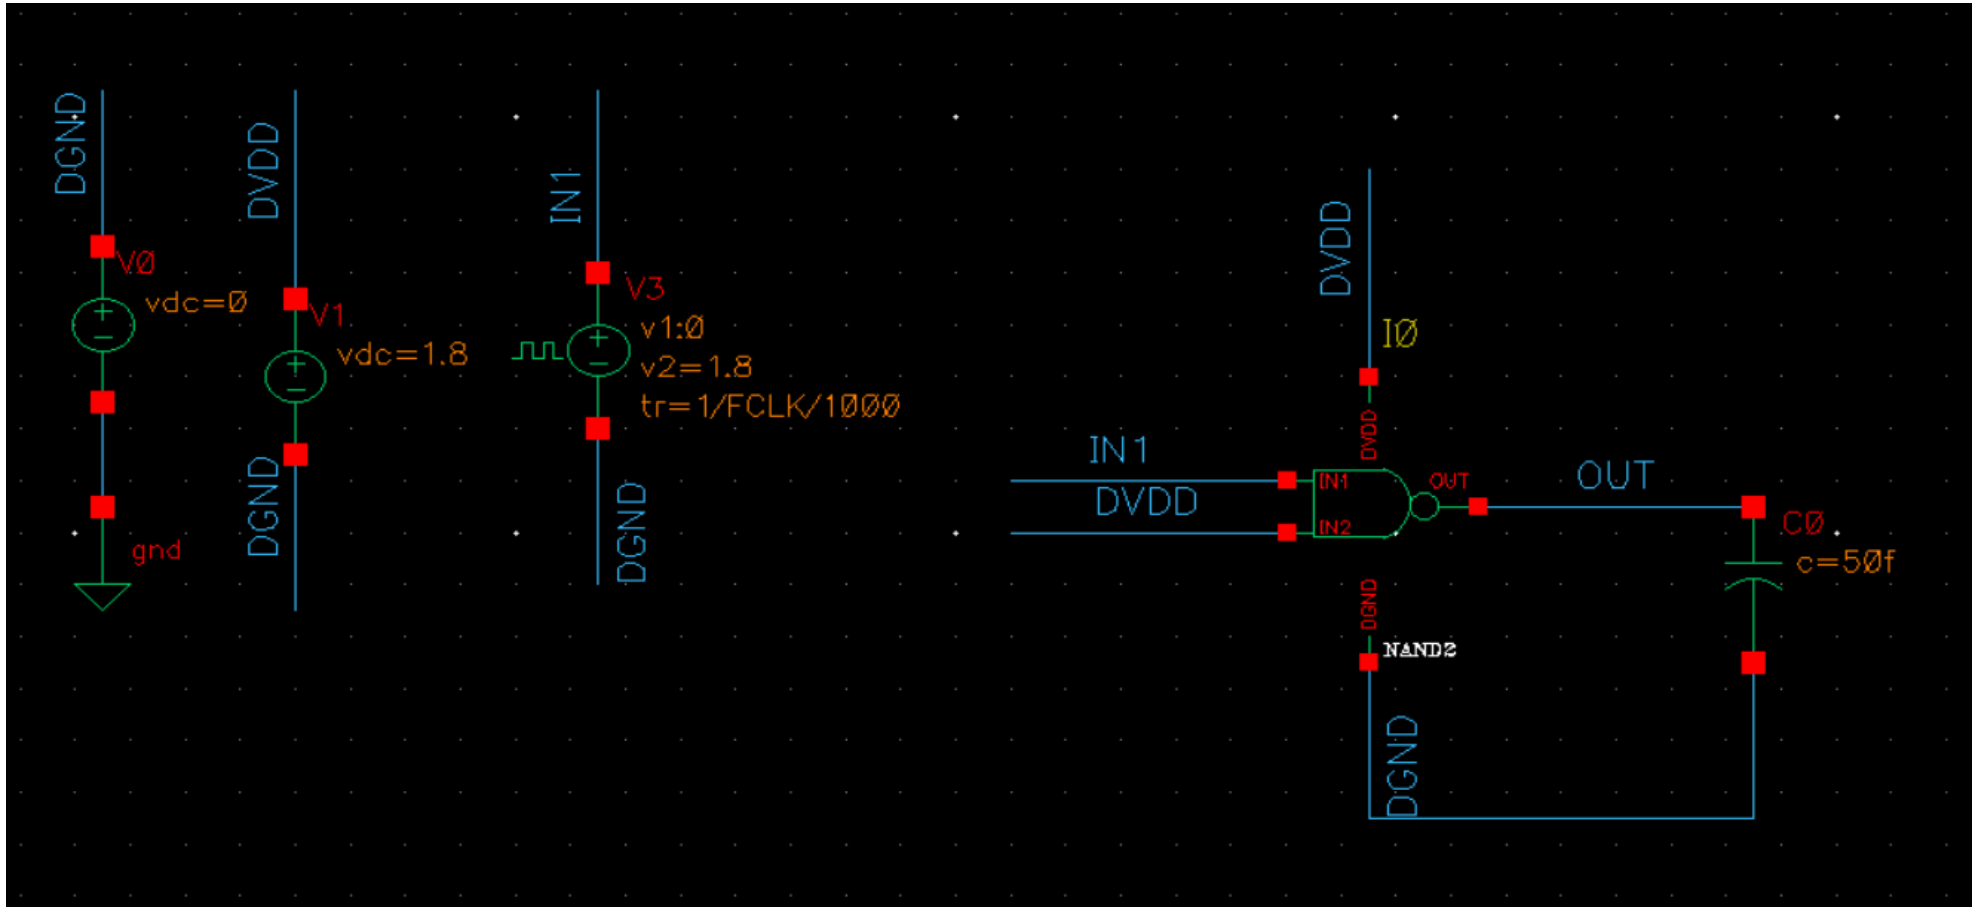 DGND
V0
vdc=0
gnd
DVDD
V1
vdc=1.8
DGND
IN1
V3
v1:0
v2=1.8
tr=1/FCLK/1000
DGND
DVDD
I0
DVDD
IN1
DVDD
IN1
IN2
OUT
OUT
C0
c=50f
DGND
NAND2
DGND